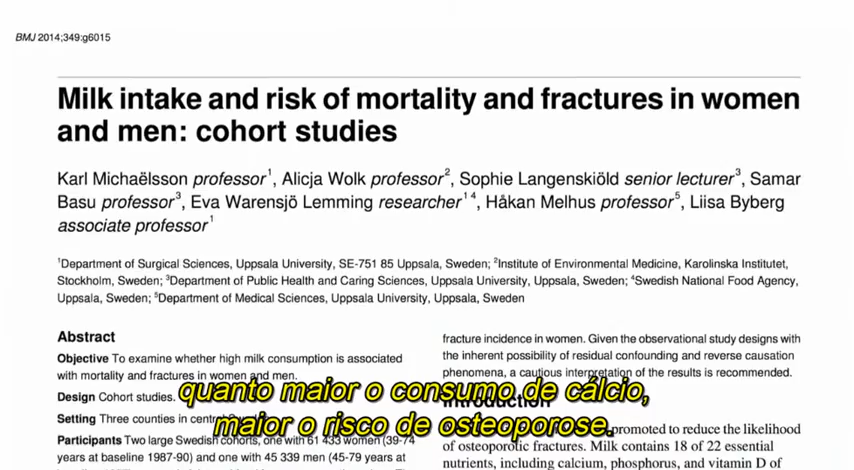 BMJ 2014;349:g6015
Milk intake and risk of mortality and fractures in women
and men: cohort studies
Karl Michaëlsson professor¹, Alicja Wolk professor², Sophie Langenskiöld senior lecturer³, Samar
Basu professor³, Eva Warensjö Lemming researcher¹ ⁴, Håkan Melhus professor⁵, Liisa Byberg
associate professor¹
¹Department of Surgical Sciences, Uppsala University, SE-751 85 Uppsala, Sweden; ²Institute of Environmental Medicine, Karolinska Institutet,
Stockholm, Sweden; ³Department of Public Health and Caring Sciences, Uppsala University, Uppsala, Sweden; ⁴Swedish National Food Agency,
Uppsala, Sweden; ⁵Department of Medical Sciences, Uppsala University, Uppsala, Sweden
Abstract
Objective To examine whether high milk consumption is associated
with mortality and fractures in women and men.
Design Cohort studies.
Setting Three counties in central
Participants Two large Swedish cohorts, one with 61 433 women (39-74
years at baseline 1987-90) and one with 45 339 men (45-79 years at
fracture incidence in women. Given the observational study designs with
the inherent possibility of residual confounding and reverse causation
phenomena, a cautious interpretation of the results is recommended.
Introduction
promoted to reduce the likelihood
of osteoporotic fractures. Milk contains 18 of 22 essential
nutrients, including calcium, phosphorus, and vitamin D of
quanto maior o consumo de cálcio,
maior o risco de osteoporose.